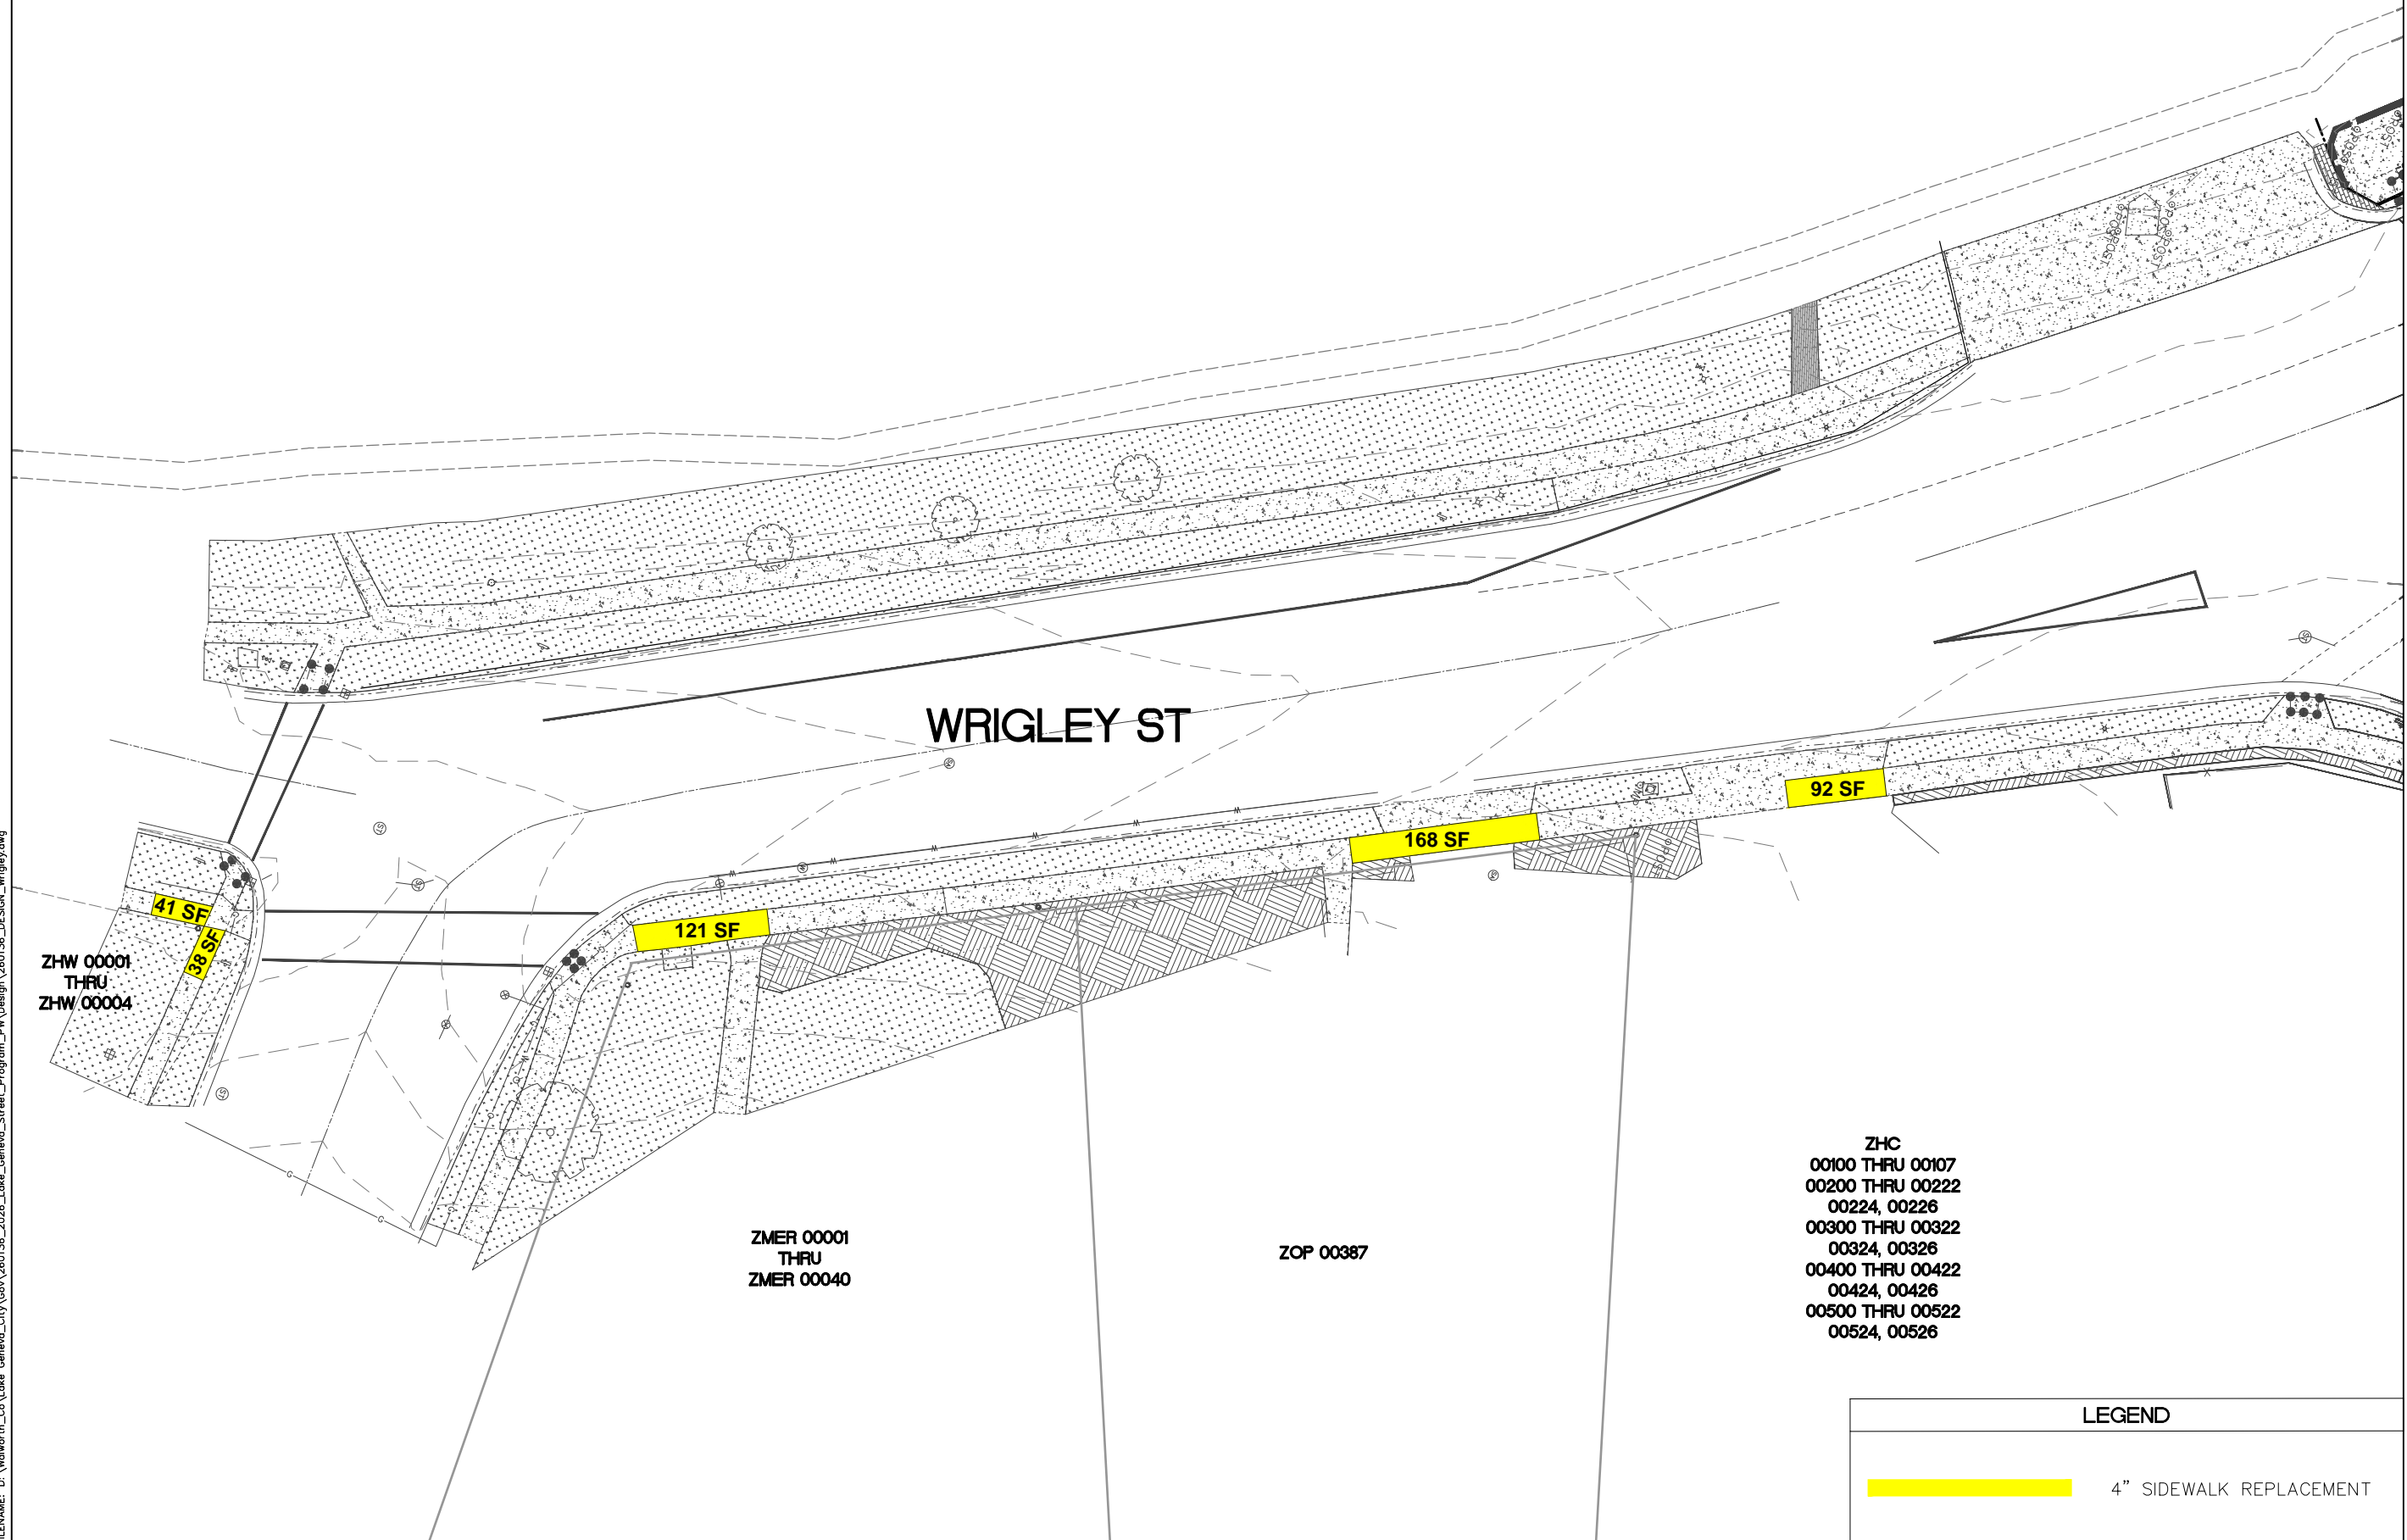 WRIGLEY ST
92 SF
168 SF
121 SF
41 SF
38 SF
ZHW 00001
THRU
ZHW 00004
ZMER 00001
THRU
ZMER 00040
ZOP 00387
ZHC
00100 THRU 00107
00200 THRU 00222
00224, 00226
00300 THRU 00322
00324, 00326
00400 THRU 00422
00424, 00426
00500 THRU 00522
00524, 00526
LEGEND
4" SIDEWALK REPLACEMENT